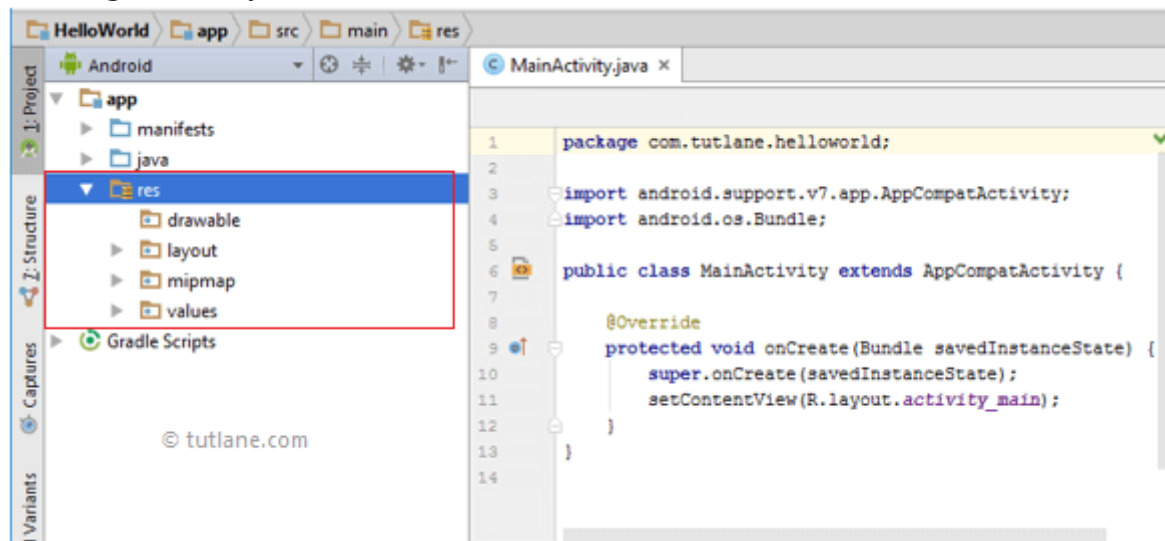 HelloWorld app src main res
Android
MainActivity.java ×
1: Project
app
manifests
java
res
drawable
layout
mipmap
values
Gradle Scripts
Z: Structure
Captures
Variants
© tutlane.com
1 package com.tutlane.helloworld;
2
3 import android.support.v7.app.AppCompatActivity;
4 import android.os.Bundle;
5
6 public class MainActivity extends AppCompatActivity {
7
8 @Override
9 protected void onCreate(Bundle savedInstanceState) {
10 super.onCreate(savedInstanceState);
11 setContentView(R.layout.activity_main);
12 }
13 }
14